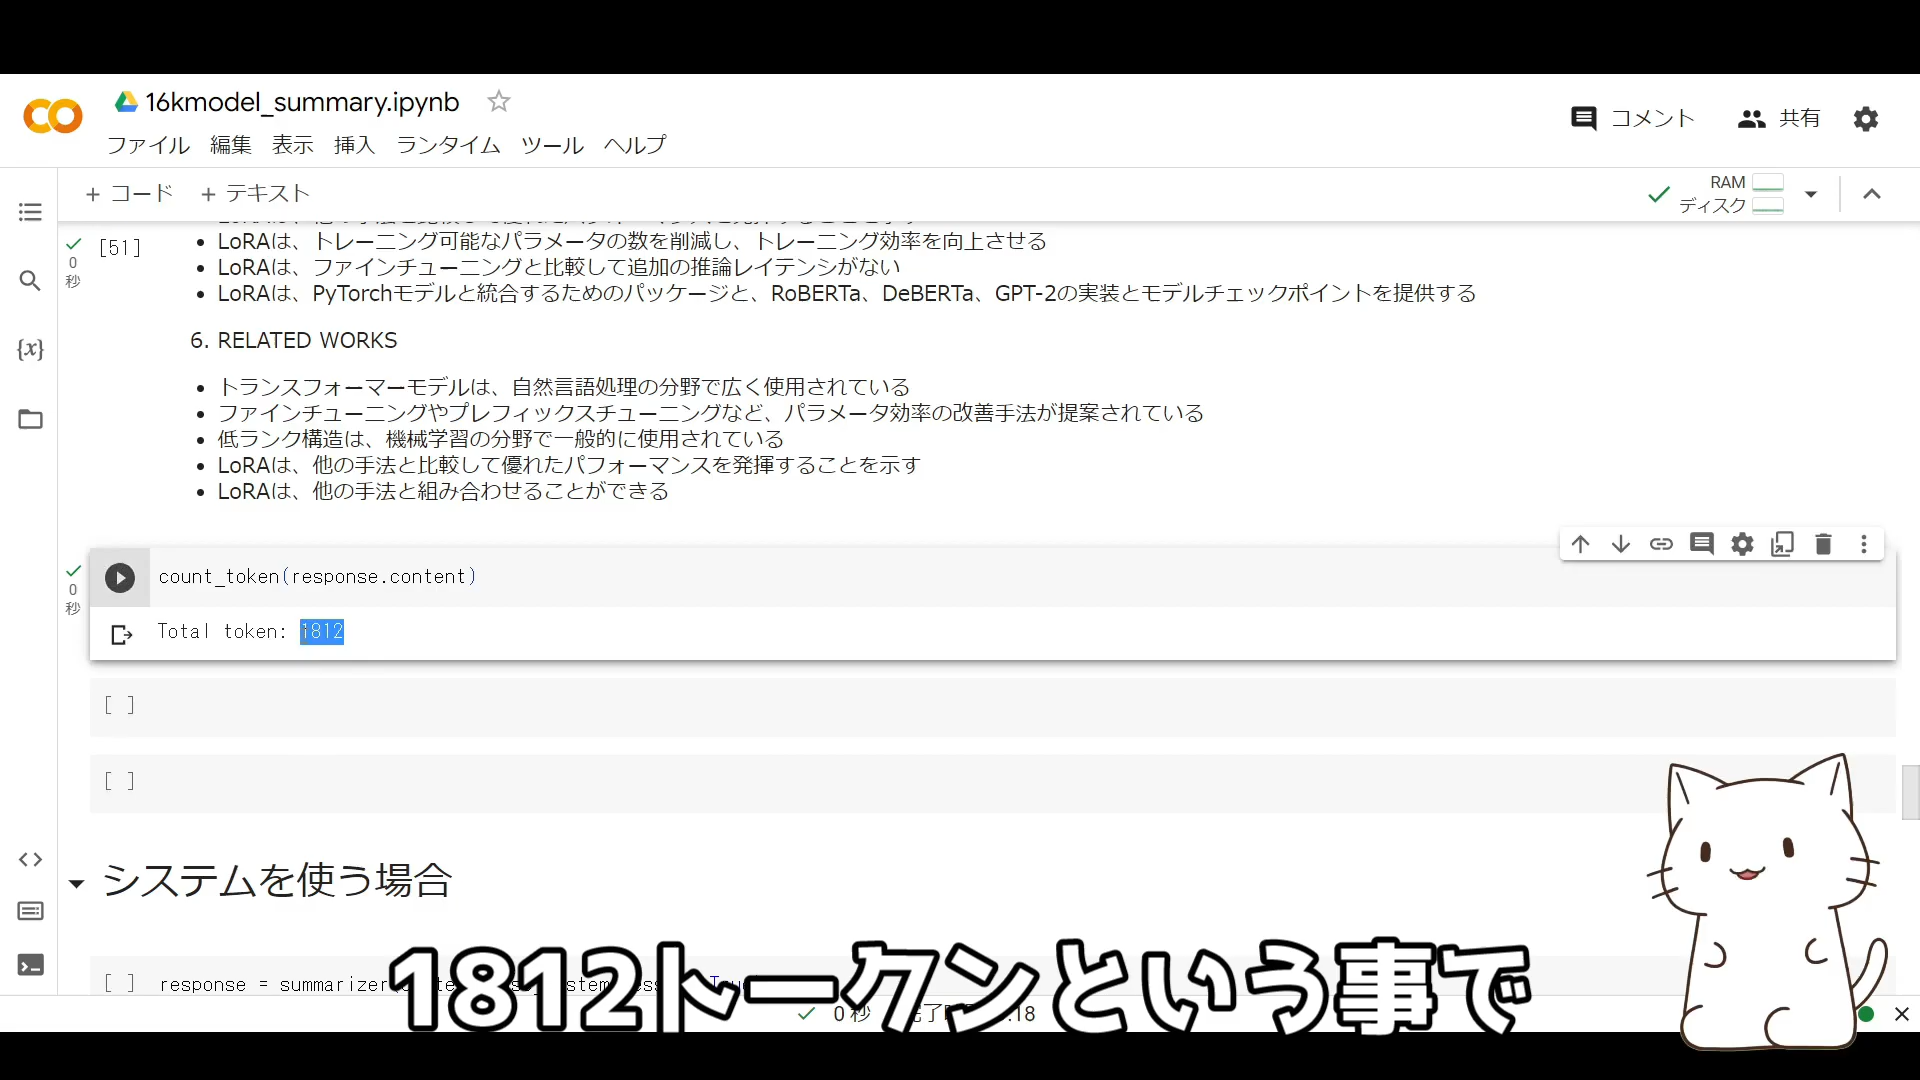 16kmodel_summary.ipynb
コメント
共有
ファイル 編集 表示 挿入 ランタイム ツール ヘルプ
+ コード + テキスト
RAM
ディスク
[51]
0
秒
LoRAは、トレーニング可能なパラメータの数を削減し、トレーニング効率を向上させる
LoRAは、ファインチューニングと比較して追加の推論レイテンシがない
LoRAは、PyTorchモデルと統合するためのパッケージと、RoBERTa、DeBERTa、GPT-2の実装とモデルチェックポイントを提供する
6. RELATED WORKS
トランスフォーマーモデルは、自然言語処理の分野で広く使用されている
ファインチューニングやプレフィックスチューニングなど、パラメータ効率の改善手法が提案されている
低ランク構造は、機械学習の分野で一般的に使用されている
LoRAは、他の手法と比較して優れたパフォーマンスを発揮することを示す
LoRAは、他の手法と組み合わせることができる
0
秒
count_token(response.content)
Total token: 1812
[ ]
[ ]
システムを使う場合
[ ] response = summarizer
1812トークンという事で
0 秒